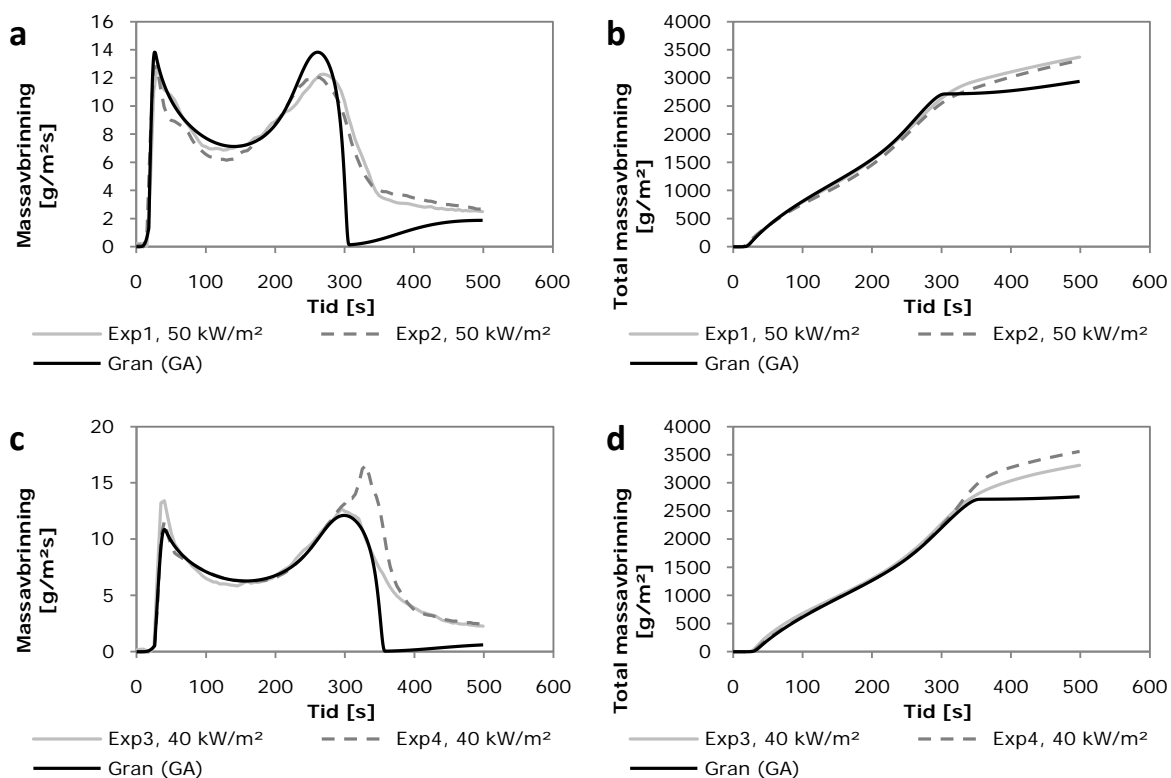 a
16
14
12
10
8
6
4
2
0
Massavbrinning
[g/m²s]
0 100 200 300 400 500 600
Tid [s]
Exp1, 50 kW/m² Exp2, 50 kW/m²
Gran (GA)
b
4000
3500
3000
2500
2000
1500
1000
500
0
Total massavbrinning
[g/m²]
0 100 200 300 400 500 600
Tid [s]
Exp1, 50 kW/m² Exp2, 50 kW/m²
Gran (GA)
c
20
15
10
5
0
Massavbrinning
[g/m²s]
0 100 200 300 400 500 600
Tid [s]
Exp3, 40 kW/m² Exp4, 40 kW/m²
Gran (GA)
d
4000
3500
3000
2500
2000
1500
1000
500
0
Total massavbrinning
[g/m²]
0 100 200 300 400 500 600
Tid [s]
Exp3, 40 kW/m² Exp4, 40 kW/m²
Gran (GA)